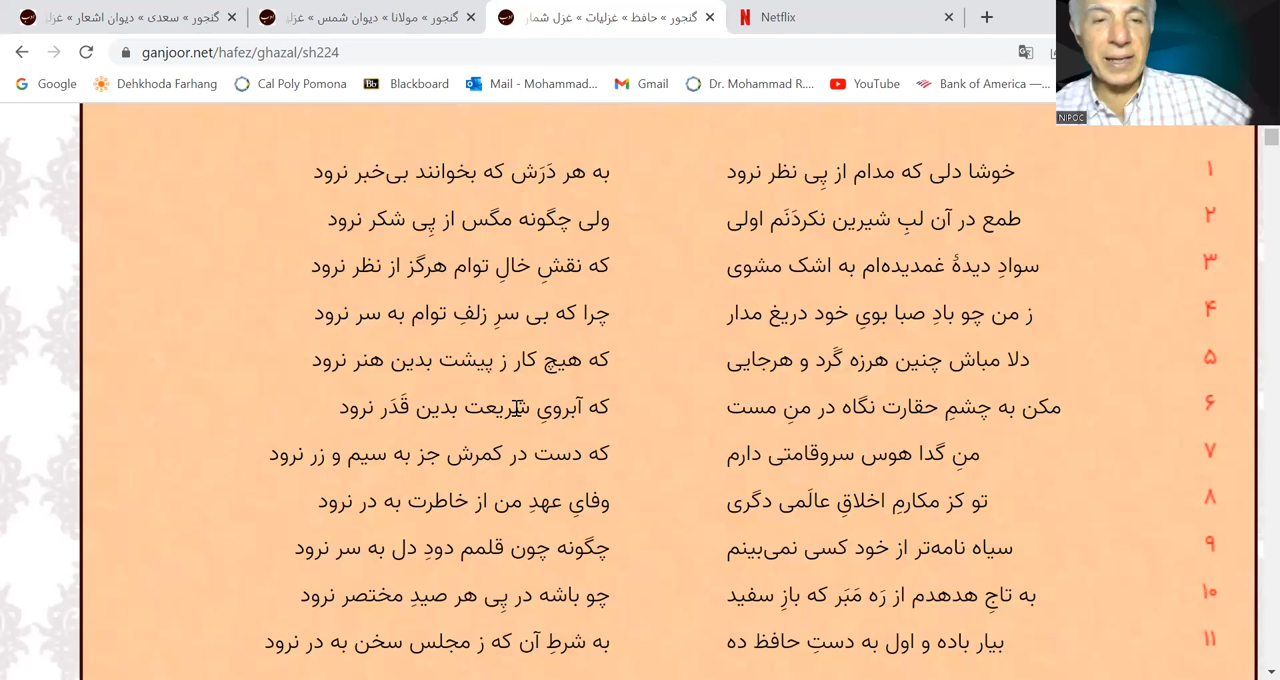 گنجور » سعدی » دیوان اشعار » غزلی
گنجور » مولانا » دیوان شمس » غزلی
گنجور » حافظ » غزلیات » غزل شمار
Netflix
ganjoor.net/hafez/ghazal/sh224
Google Dehkhoda Farhang Cal Poly Pomona Blackboard Mail - Mohammad... Gmail Dr. Mohammad R.... YouTube Bank of America —...
NIPOC
۱ خوشا دلی که مدام از پِی نظر نرود به هر دَرَش که بخوانند بی‌خبر نرود
۲ طمع در آن لبِ شیرین نکردَنَم اولی ولی چگونه مگس از پِی شکر نرود
۳ سوادِ دیدهٔ غمدیده‌ام به اشک مشوی که نقشِ خالِ توام هرگز از نظر نرود
۴ ز من چو بادِ صبا بویِ خود دریغ مدار چرا که بی سرِ زلفِ توام به سر نرود
۵ دلا مباش چنین هرزه گَرد و هرجایی که هیچ کار ز پیشت بدین هنر نرود
۶ مکن به چشمِ حقارت نگاه در منِ مست که آبرویِ شریعت بدین قَدَر نرود
۷ منِ گدا هوس سروقامتی دارم که دست در کمرش جز به سیم و زر نرود
۸ تو کز مکارمِ اخلاقِ عالَمی دگری وفایِ عهدِ من از خاطرت به در نرود
۹ سیاه نامه‌تر از خود کسی نمی‌بینم چگونه چون قلمم دودِ دل به سر نرود
۱۰ به تاجِ هدهدم از رَه مَبَر که بازِ سفید چو باشه در پِی هر صیدِ مختصر نرود
۱۱ بیار باده و اول به دستِ حافظ ده به شرطِ آن که ز مجلس سخن به در نرود